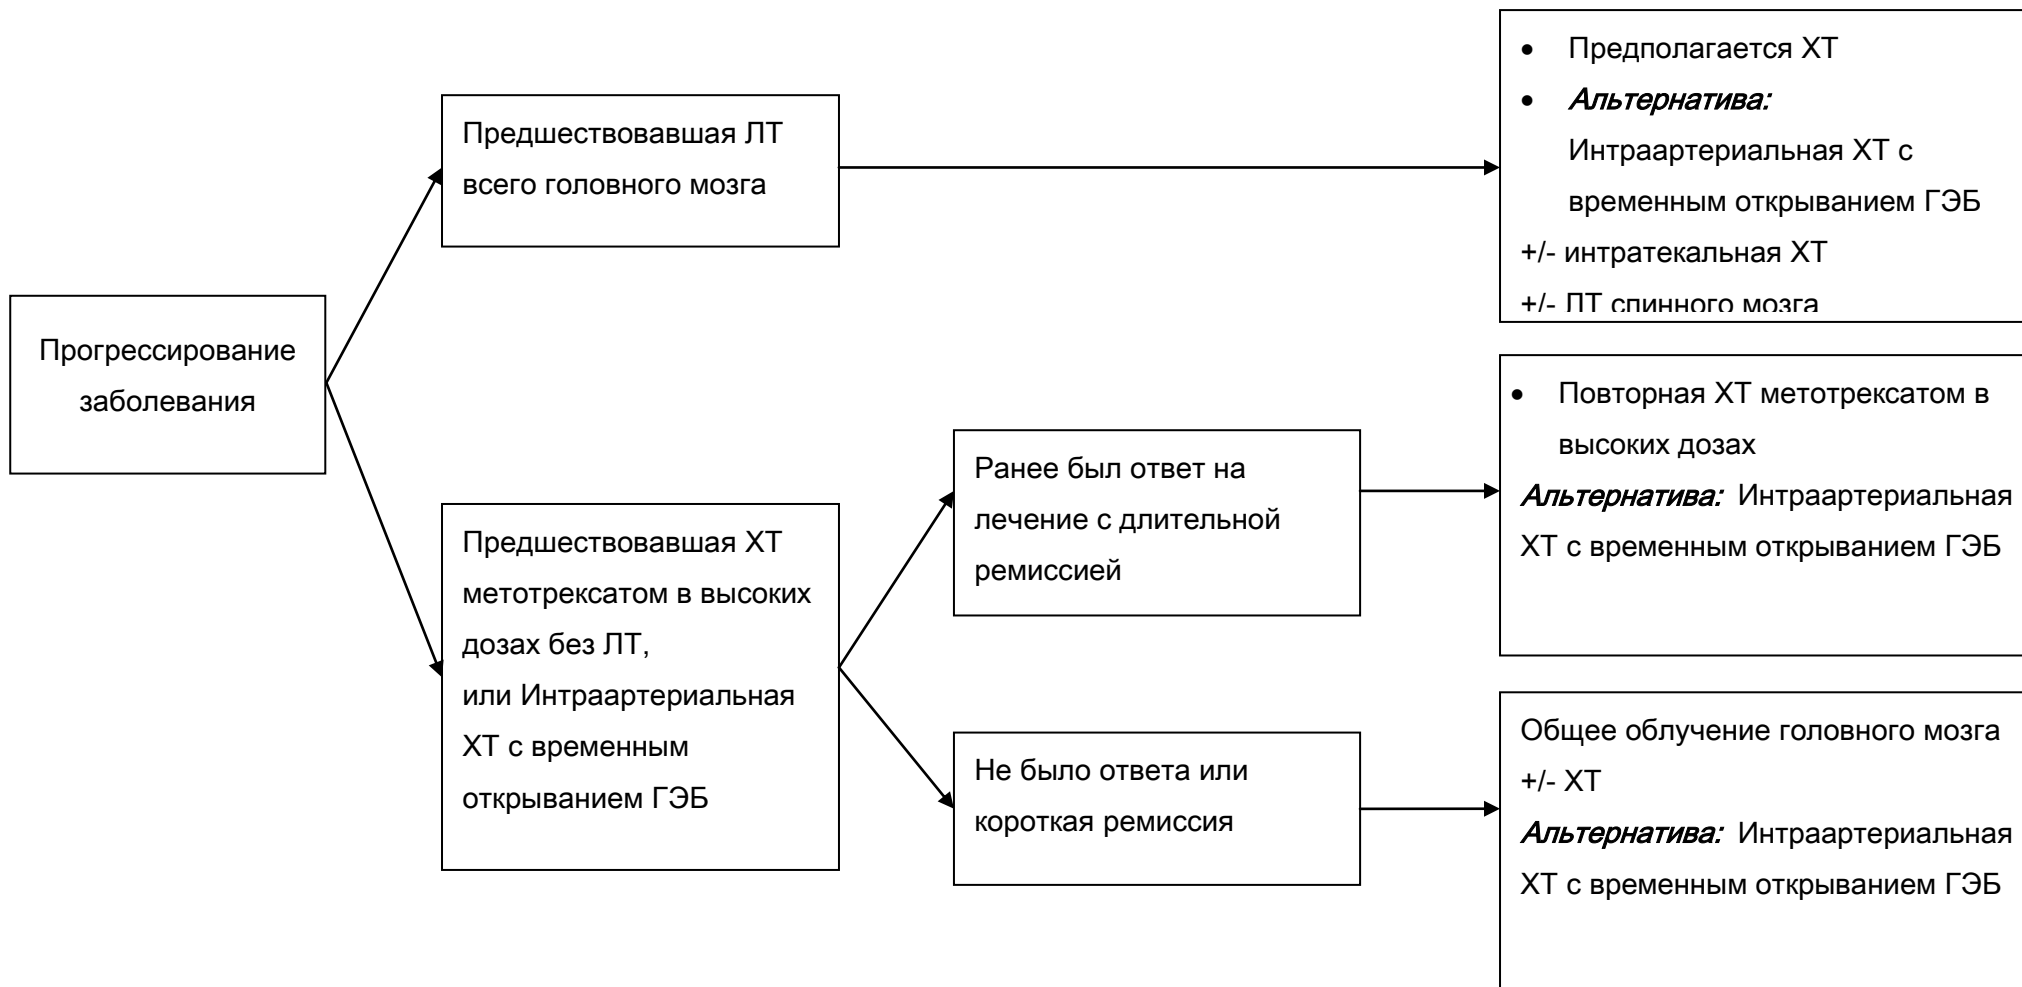 Прогрессирование
заболевания
Предшествовавшая ЛТ
всего головного мозга
• Предполагается ХТ
• Альтернатива:
Интраартериальная ХТ с
временным открыванием ГЭБ
+/- интратекальная ХТ
+/- ЛТ спинного мозга
Предшествовавшая ХТ
метотрексатом в высоких
дозах без ЛТ,
или Интраартериальная
ХТ с временным
открыванием ГЭБ
Ранее был ответ на
лечение с длительной
ремиссией
• Повторная ХТ метотрексатом в
высоких дозах
Альтернатива: Интраартериальная
ХТ с временным открыванием ГЭБ
Не было ответа или
короткая ремиссия
Общее облучение головного мозга
+/- ХТ
Альтернатива: Интраартериальная
ХТ с временным открыванием ГЭБ